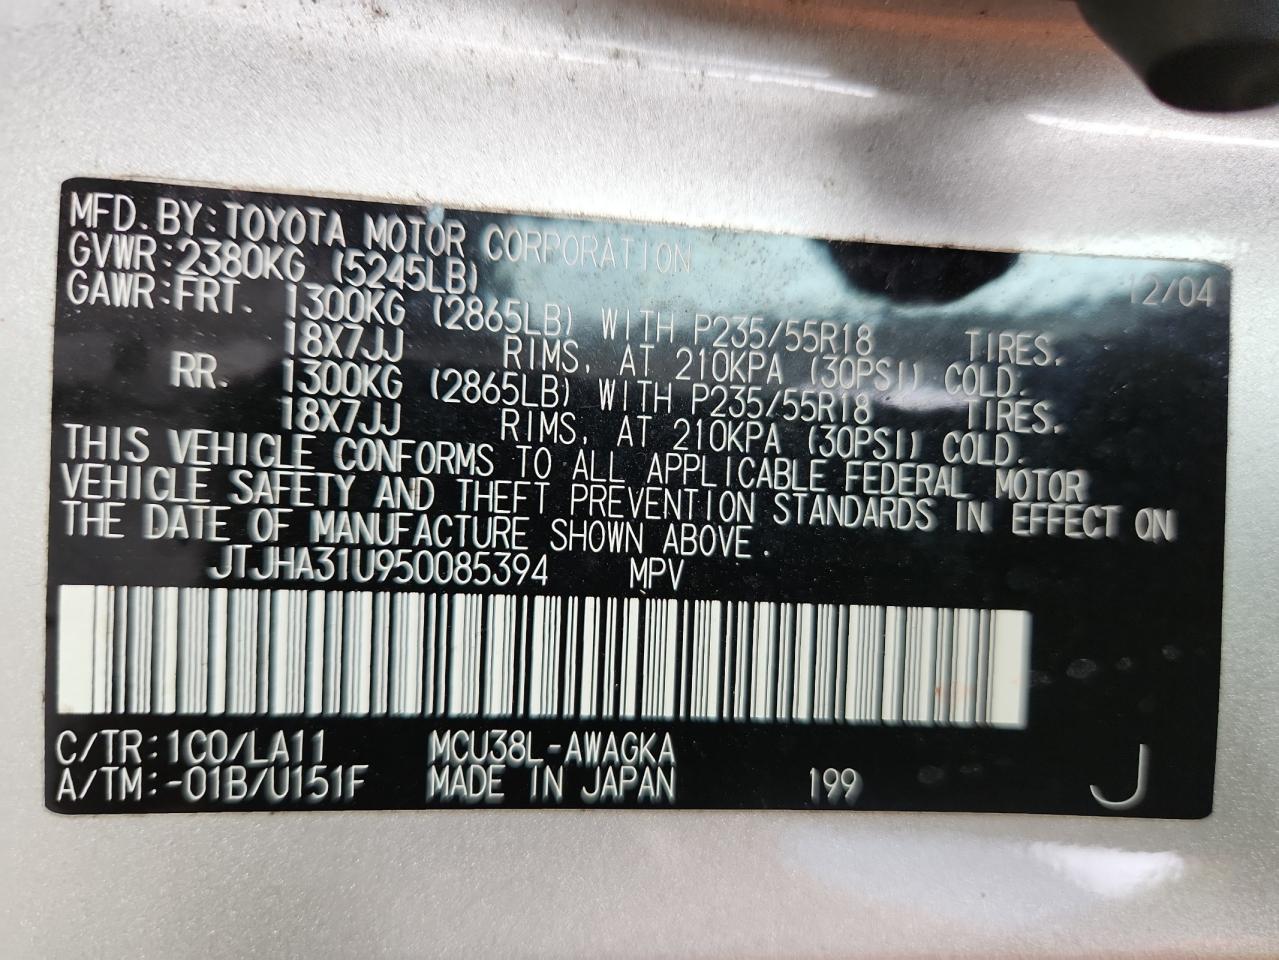 MFD. BY: TOYOTA MOTOR CORPORATION 12/04
GVWR: 2380KG (5245LB)
GAWR: FRT. 1300KG (2865LB) WITH P235/55R18 TIRES.
18X7JJ RIMS, AT 210KPA (30PSI) COLD.
RR. 1300KG (2865LB) WITH P235/55R18 TIRES.
18X7JJ RIMS, AT 210KPA (30PSI) COLD.
THIS VEHICLE CONFORMS TO ALL APPLICABLE FEDERAL MOTOR
VEHICLE SAFETY AND THEFT PREVENTION STANDARDS IN EFFECT ON
THE DATE OF MANUFACTURE SHOWN ABOVE.
JTJHA31U950085394 MPV
C/TR: 1C0/LA11 MCU38L-AWAGKA
A/TM: -01B/U151F MADE IN JAPAN 199 J